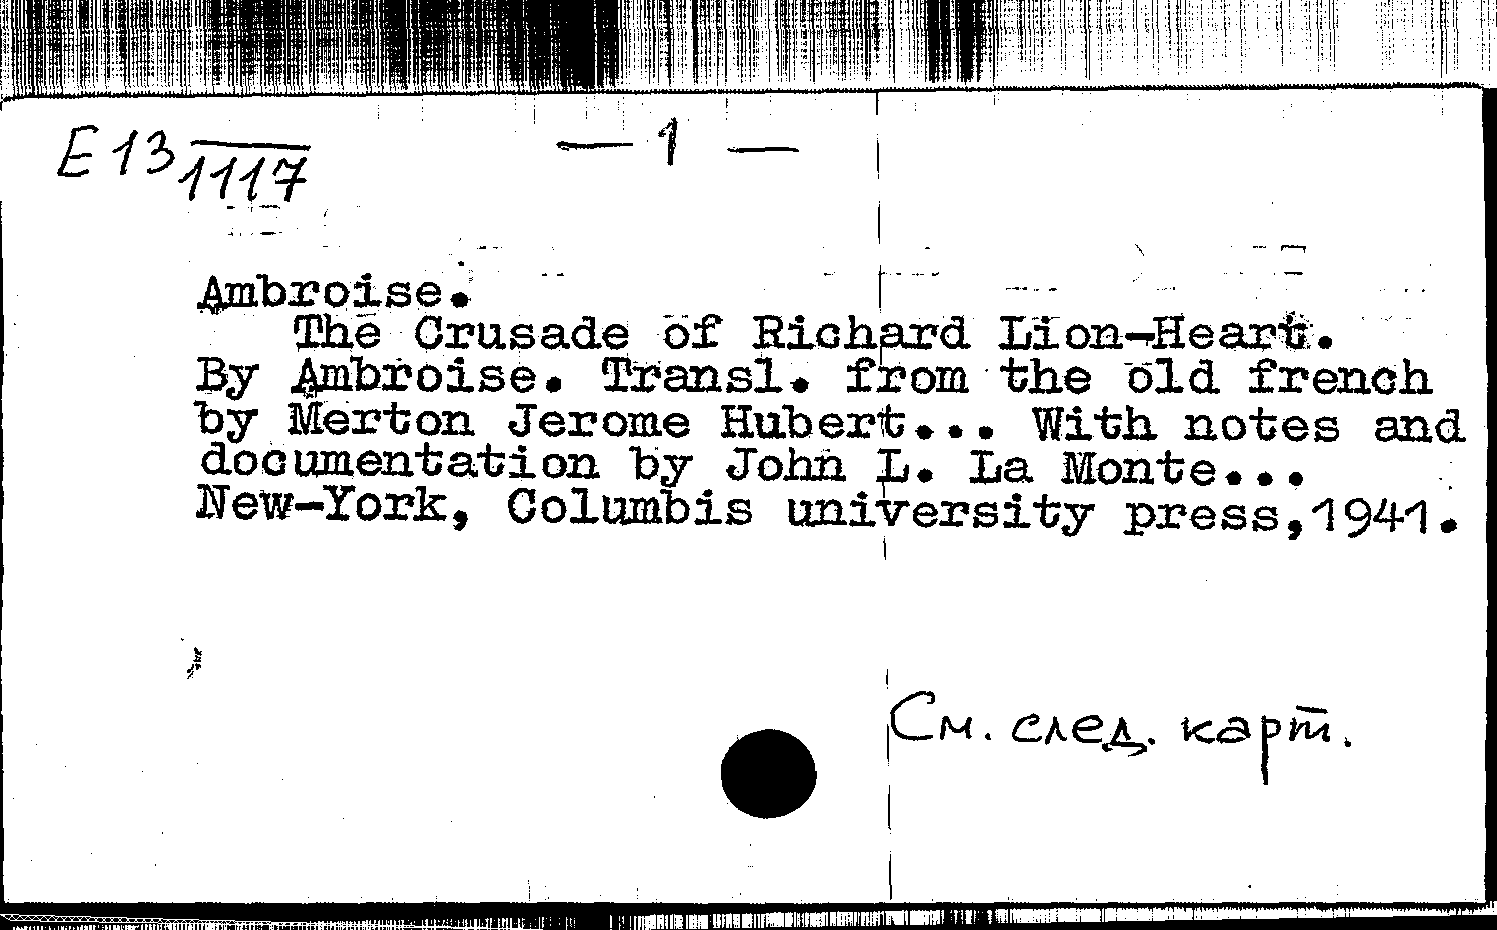 E 13 1117
— 1 —
Ambroise.
The Crusade of Richard Lion-Heart.
By Ambroise. Transl. from the old french
by Merton Jerome Hubert... With notes and
documentation by John L. La Monte...
New-York, Columbis university press,1941.
См. след. карт.